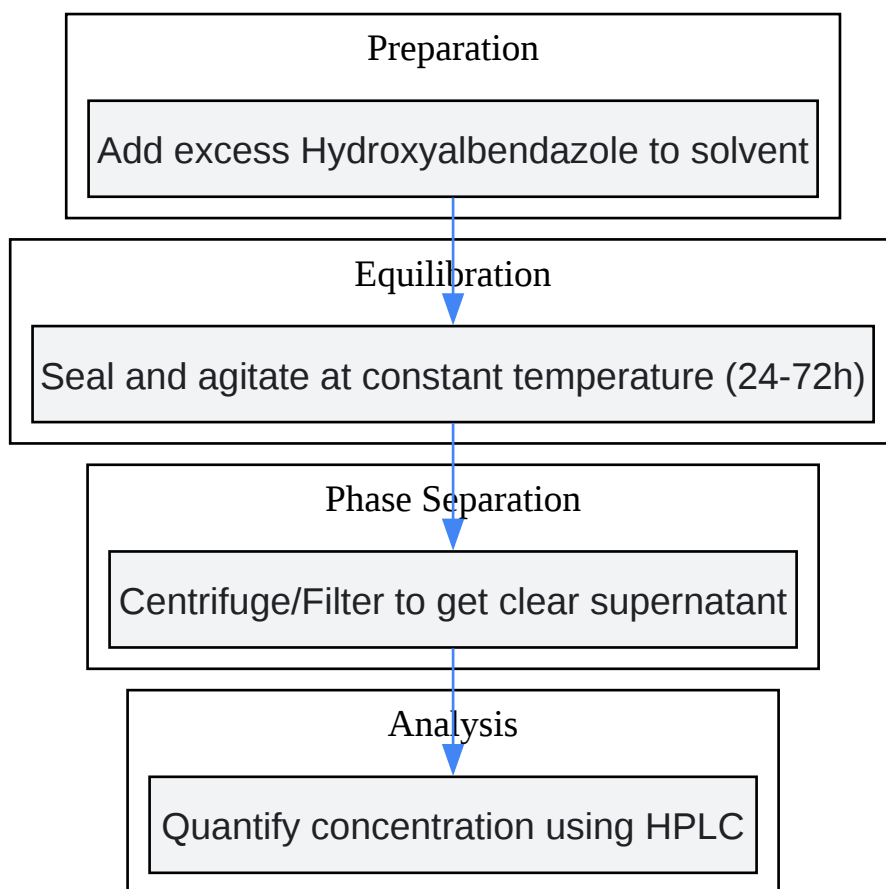 Preparation
Add excess Hydroxyalbendazole to solvent
Equilibration
Seal and agitate at constant temperature (24-72h)
Phase Separation
Centrifuge/Filter to get clear supernatant
Analysis
Quantify concentration using HPLC